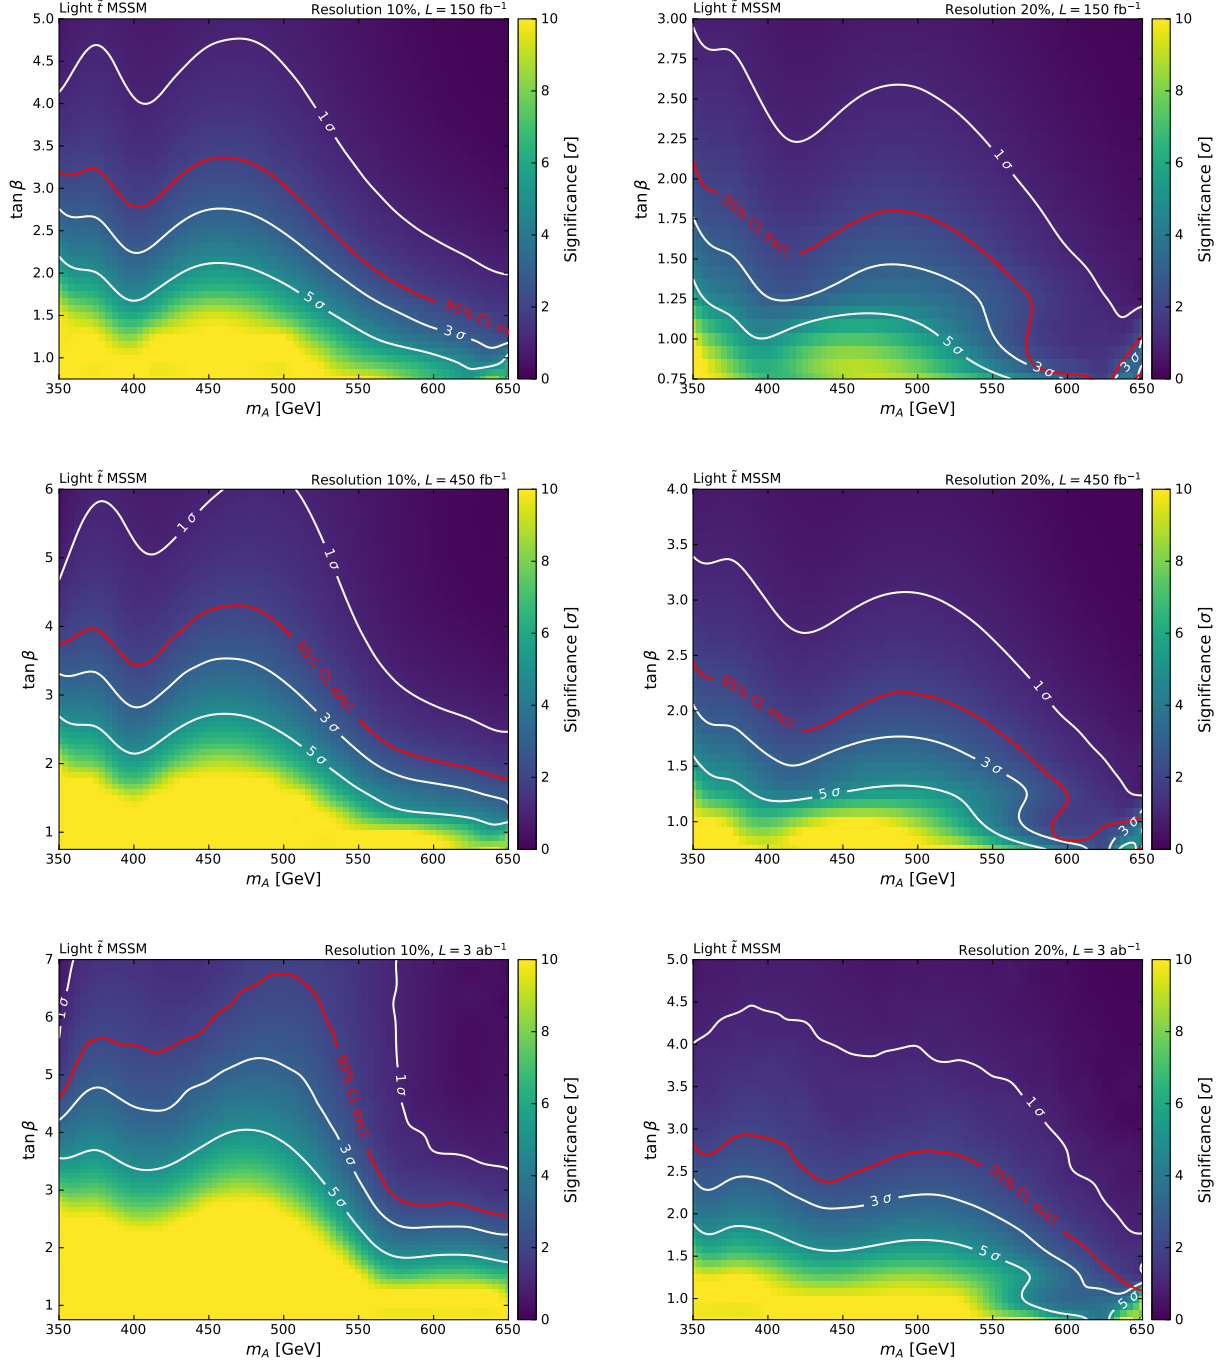 Light t̃ MSSM
Resolution 10%, L = 150 fb⁻¹
5.0
4.5
4.0
3.5
3.0
2.5
2.0
1.5
1.0
tan β
1 σ
95% CL ex
3 σ
5 σ
350 400 450 500 550 600 650
m_A [GeV]
10
8
6
4
2
0
Significance [σ]
Light t̃ MSSM
Resolution 20%, L = 150 fb⁻¹
3.00
2.75
2.50
2.25
2.00
1.75
1.50
1.25
1.00
0.75
tan β
1 σ
95% CL excl.
5 σ
3 σ
3 σ
350 400 450 500 550 600 650
m_A [GeV]
10
8
6
4
2
0
Significance [σ]
Light t̃ MSSM
Resolution 10%, L = 450 fb⁻¹
6
5
4
3
2
1
tan β
1 σ
1 σ
95% CL excl.
3 σ
5 σ
350 400 450 500 550 600 650
m_A [GeV]
10
8
6
4
2
0
Significance [σ]
Light t̃ MSSM
Resolution 20%, L = 450 fb⁻¹
4.0
3.5
3.0
2.5
2.0
1.5
1.0
tan β
1 σ
95% CL excl.
3 σ
5 σ
3 σ
350 400 450 500 550 600 650
m_A [GeV]
10
8
6
4
2
0
Significance [σ]
Light t̃ MSSM
Resolution 10%, L = 3 ab⁻¹
7
6
5
4
3
2
1
tan β
1 σ
95% CL excl.
1 σ
3 σ
5 σ
350 400 450 500 550 600 650
m_A [GeV]
10
8
6
4
2
0
Significance [σ]
Light t̃ MSSM
Resolution 20%, L = 3 ab⁻¹
5.0
4.5
4.0
3.5
3.0
2.5
2.0
1.5
1.0
tan β
1 σ
95% CL excl.
3 σ
5 σ
5 σ
350 400 450 500 550 600 650
m_A [GeV]
10
8
6
4
2
0
Significance [σ]